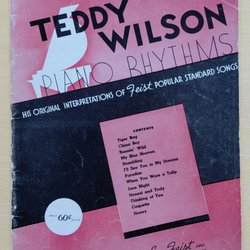 TEDDY
WILSON
PIANO RHYTHMS
HIS ORIGINAL INTERPRETATIONS OF Feist POPULAR STANDARD SONGS
CONTENTS
Tiger Rag
China Boy
Runnin' Wild
My Blue Heaven
Stumbling
I'll See You in My Dreams
Paradise
When You Wore a Tulip
June Night
Honest and Truly
Thinking of You
Coquette
Ebony
60¢
Feist INC